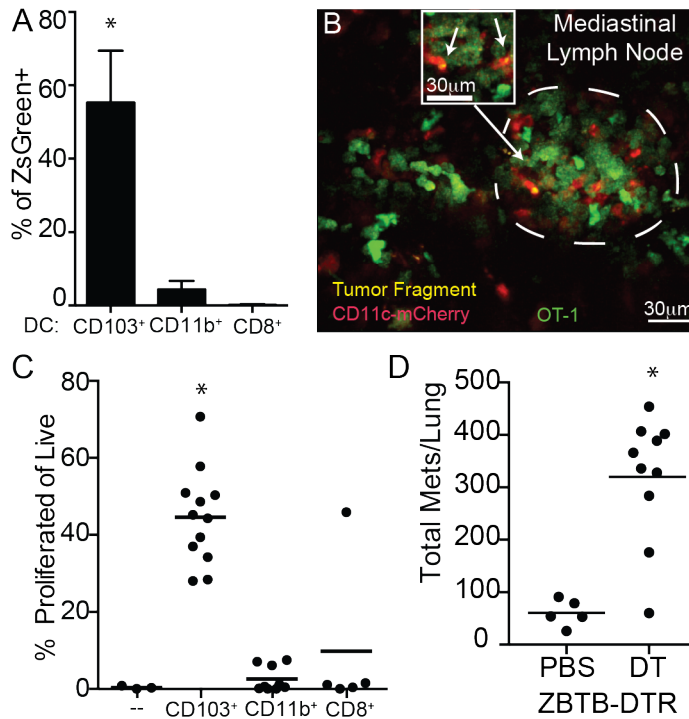 A
80
60
40
20
0
% of ZsGreen+
*
DC: CD103⁺ CD11b⁺ CD8⁺
B
Mediastinal
Lymph Node
30μm
Tumor Fragment
CD11c-mCherry
OT-1
30μm
C
80
60
40
20
0
% Proliferated of Live
*
-- CD103⁺ CD11b⁺ CD8⁺
D
500
400
300
200
100
0
Total Mets/Lung
*
PBS DT
ZBTB-DTR